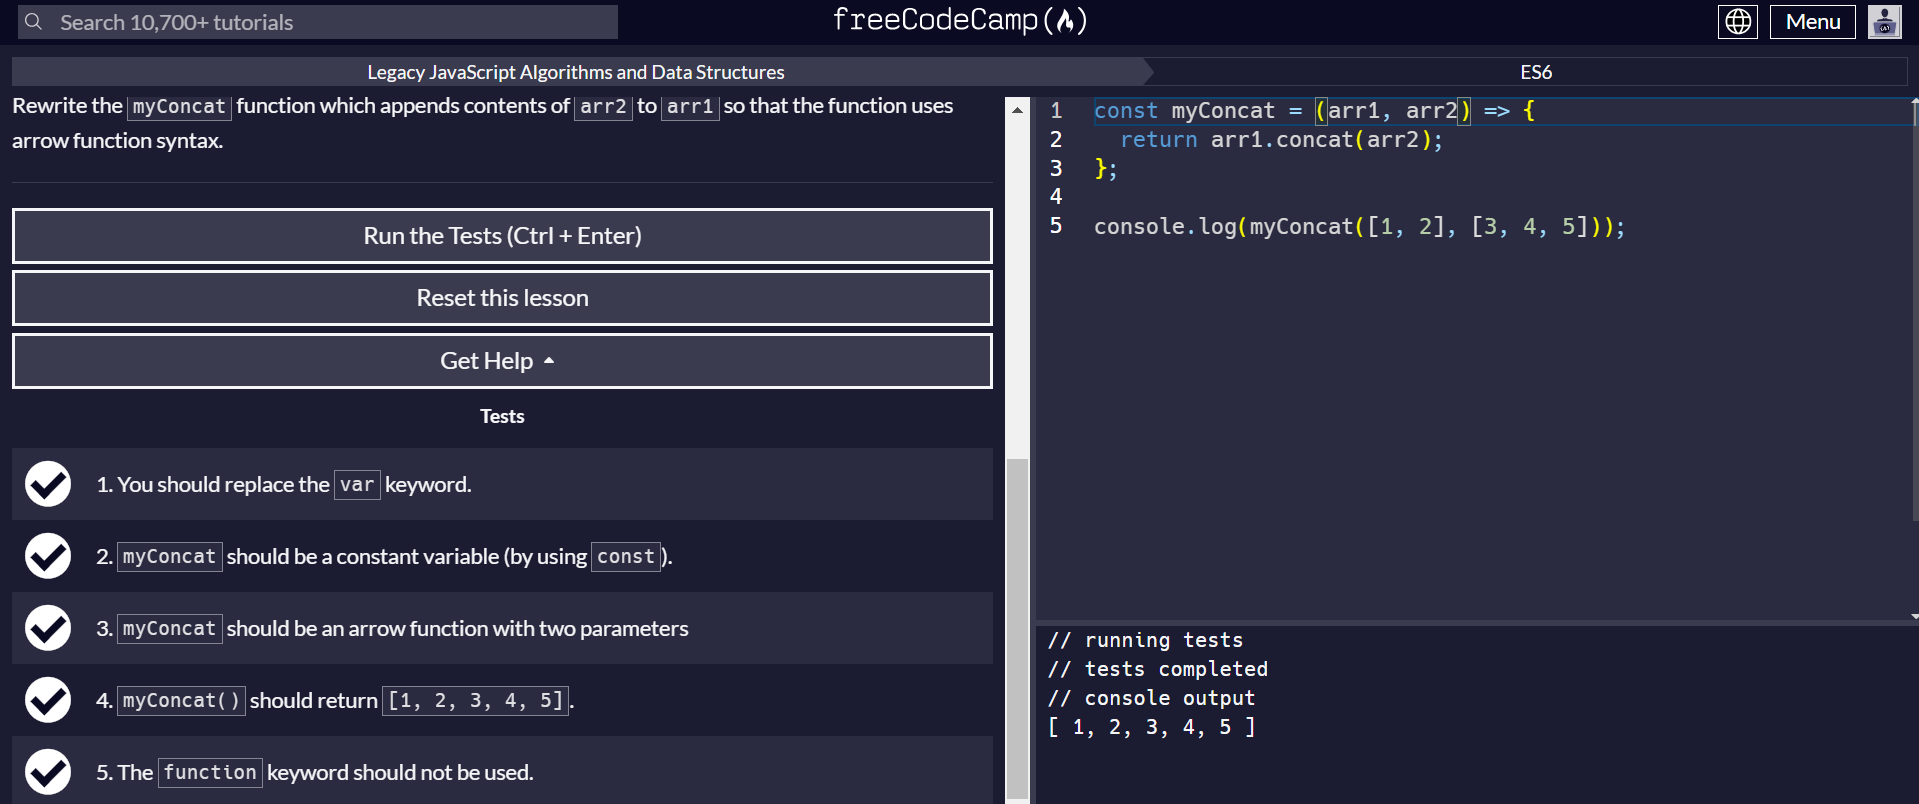 Search 10,700+ tutorials
freeCodeCamp
Menu
Legacy JavaScript Algorithms and Data Structures
ES6
Rewrite the myConcat function which appends contents of arr2 to arr1 so that the function uses
arrow function syntax.
Run the Tests (Ctrl + Enter)
Reset this lesson
Get Help
Tests
1. You should replace the var keyword.
2. myConcat should be a constant variable (by using const).
3. myConcat should be an arrow function with two parameters
4. myConcat() should return [1, 2, 3, 4, 5].
5. The function keyword should not be used.
1 const myConcat = (arr1, arr2) => {
2   return arr1.concat(arr2);
3 };
4
5 console.log(myConcat([1, 2], [3, 4, 5]));
// running tests
// tests completed
// console output
[ 1, 2, 3, 4, 5 ]